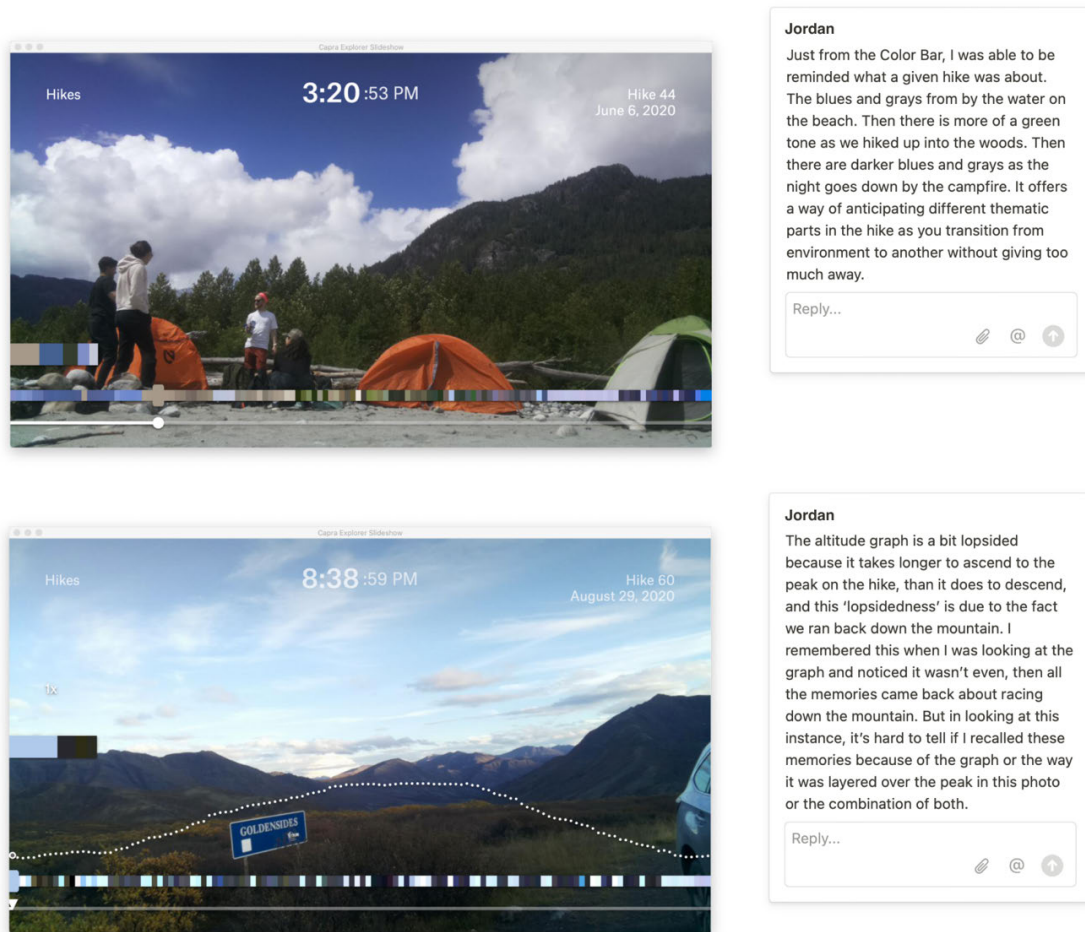 Capra Explorer Slideshow
Hikes
3:20 :53 PM
Hike 44
June 6, 2020
Jordan
Just from the Color Bar, I was able to be
reminded what a given hike was about.
The blues and grays from by the water on
the beach. Then there is more of a green
tone as we hiked up into the woods. Then
there are darker blues and grays as the
night goes down by the campfire. It offers
a way of anticipating different thematic
parts in the hike as you transition from
environment to another without giving too
much away.
Reply...
@
Capra Explorer Slideshow
Hikes
8:38 :59 PM
Hike 60
August 29, 2020
1x
GOLDENSIDES
Jordan
The altitude graph is a bit lopsided
because it takes longer to ascend to the
peak on the hike, than it does to descend,
and this ‘lopsidedness’ is due to the fact
we ran back down the mountain. I
remembered this when I was looking at the
graph and noticed it wasn’t even, then all
the memories came back about racing
down the mountain. But in looking at this
instance, it’s hard to tell if I recalled these
memories because of the graph or the way
it was layered over the peak in this photo
or the combination of both.
Reply...
@